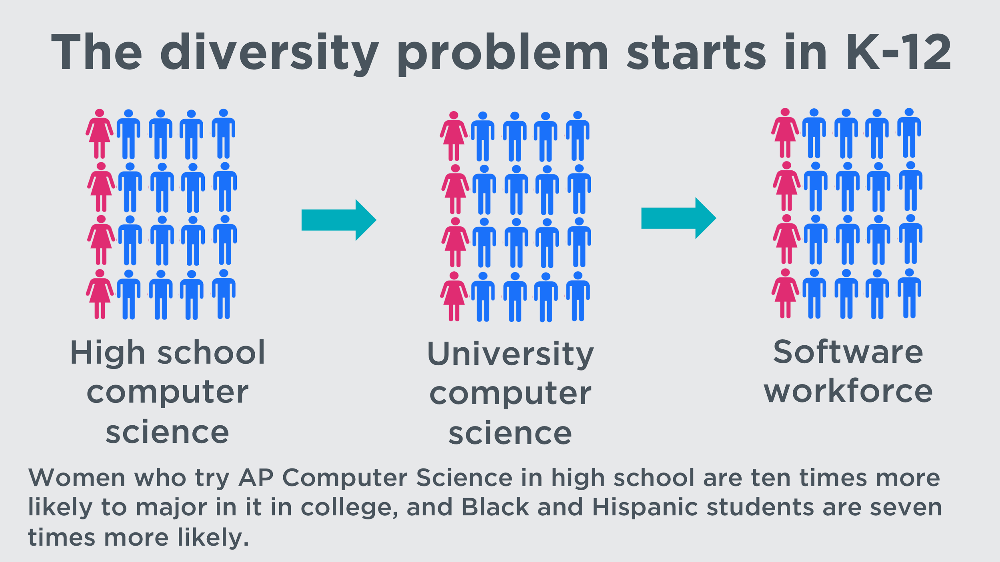 The diversity problem starts in K-12
High school
computer
science
University
computer
science
Software
workforce
Women who try AP Computer Science in high school are ten times more
likely to major in it in college, and Black and Hispanic students are seven
times more likely.